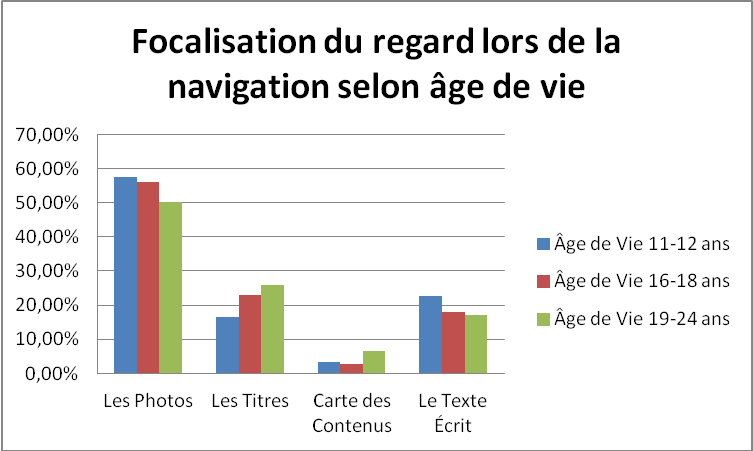 Focalisation du regard lors de la
navigation selon âge de vie
70,00%
60,00%
50,00%
40,00%
30,00%
20,00%
10,00%
0,00%
Les Photos
Les Titres
Carte des
Contenus
Le Texte
Écrit
Âge de Vie 11-12 ans
Âge de Vie 16-18 ans
Âge de Vie 19-24 ans